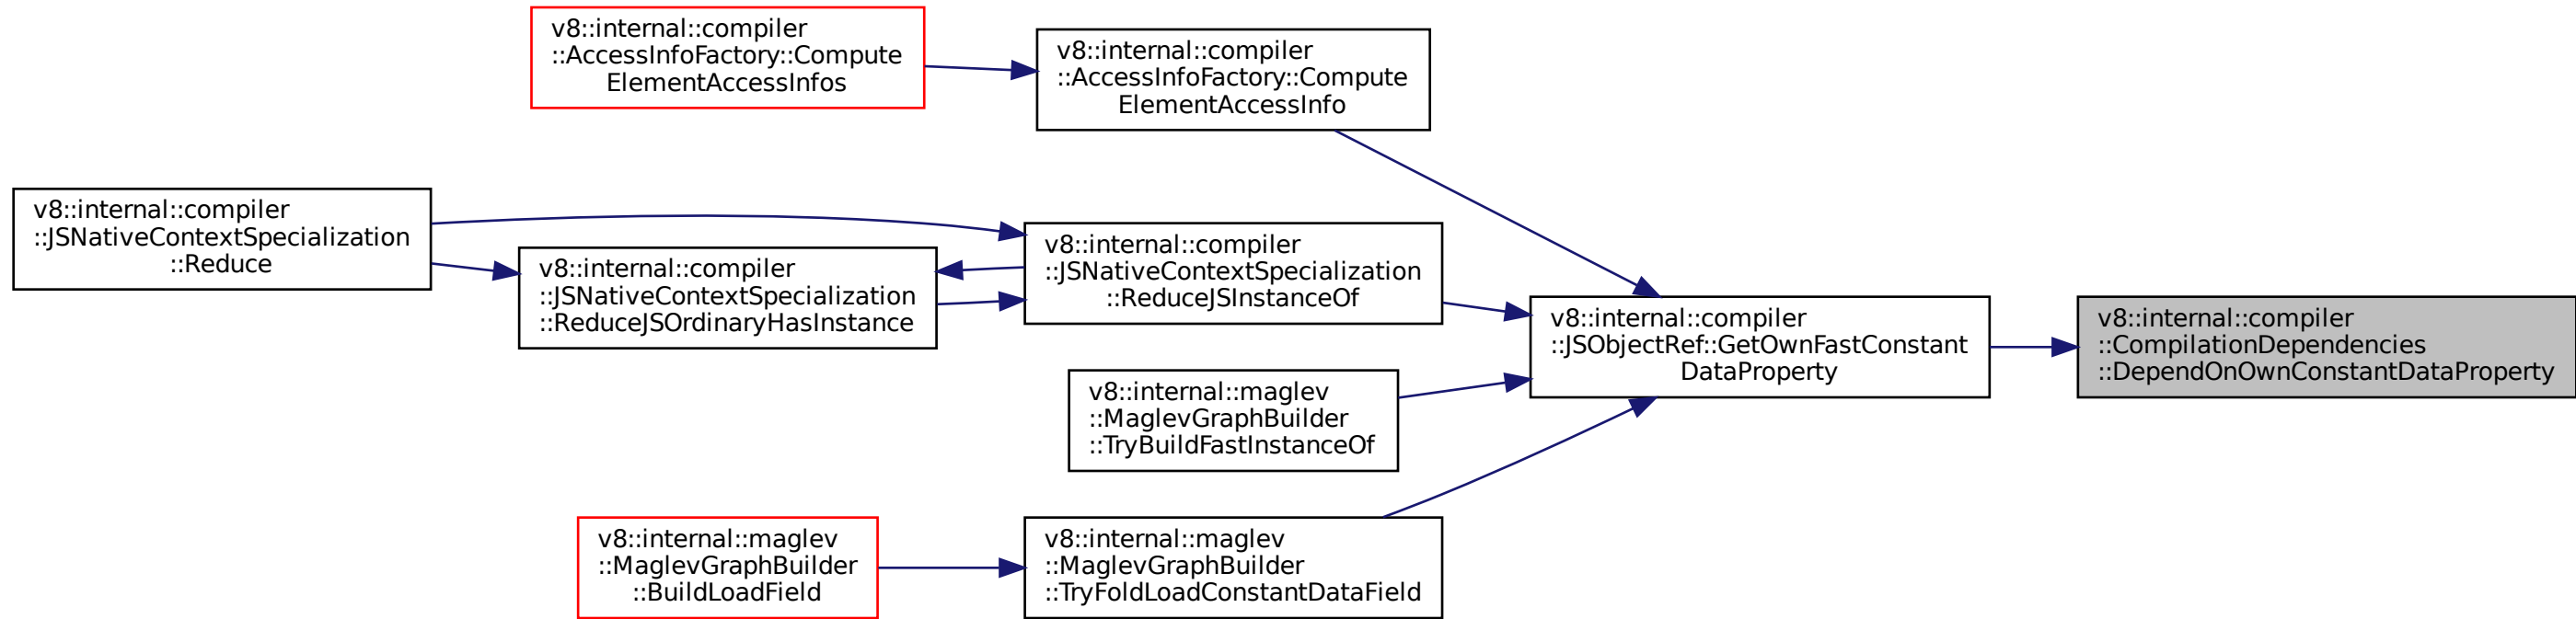 v8::internal::compiler
::AccessInfoFactory::Compute
ElementAccessInfos
v8::internal::compiler
::AccessInfoFactory::Compute
ElementAccessInfo
v8::internal::compiler
::JSNativeContextSpecialization
::Reduce
v8::internal::compiler
::JSNativeContextSpecialization
::ReduceJSOrdinaryHasInstance
v8::internal::compiler
::JSNativeContextSpecialization
::ReduceJSInstanceOf
v8::internal::compiler
::JSObjectRef::GetOwnFastConstant
DataProperty
v8::internal::compiler
::CompilationDependencies
::DependOnOwnConstantDataProperty
v8::internal::maglev
::MaglevGraphBuilder
::TryBuildFastInstanceOf
v8::internal::maglev
::MaglevGraphBuilder
::BuildLoadField
v8::internal::maglev
::MaglevGraphBuilder
::TryFoldLoadConstantDataField